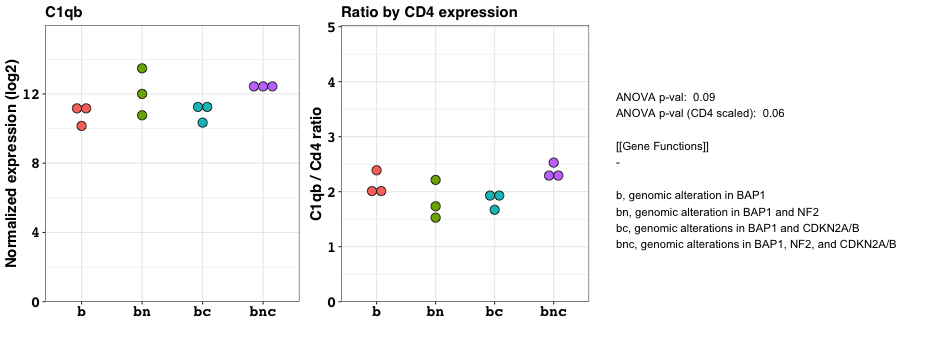 C1qb
Normalized expression (log2)
12
8
4
0
b bn bc bnc
Ratio by CD4 expression
C1qb / Cd4 ratio
5
4
3
2
1
0
b bn bc bnc
ANOVA p-val: 0.09
ANOVA p-val (CD4 scaled): 0.06
[[Gene Functions]]
-
b, genomic alteration in BAP1
bn, genomic alteration in BAP1 and NF2
bc, genomic alterations in BAP1 and CDKN2A/B
bnc, genomic alterations in BAP1, NF2, and CDKN2A/B